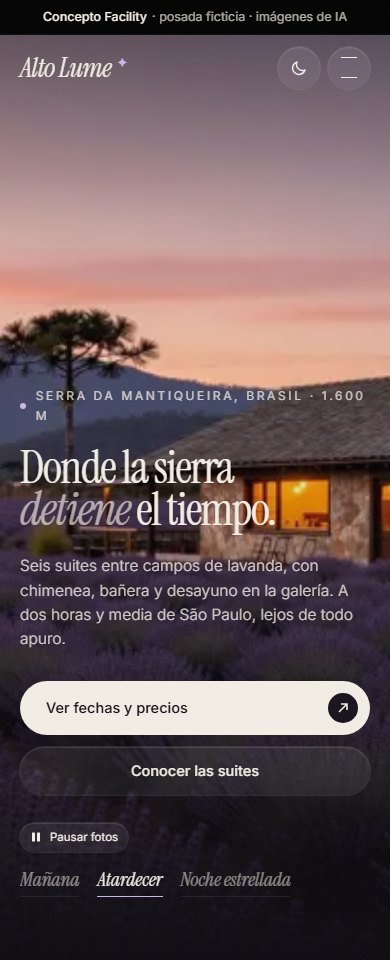 Concepto Facility · posada ficticia · imágenes de IA
Alto Lume
SERRA DA MANTIQUEIRA, BRASIL · 1.600
M
Donde la sierra
detiene el tiempo.
Seis suites entre campos de lavanda, con
chimenea, bañera y desayuno en la galería. A
dos horas y media de São Paulo, lejos de todo
apuro.
Ver fechas y precios
Conocer las suites
Pausar fotos
Mañana Atardecer Noche estrellada